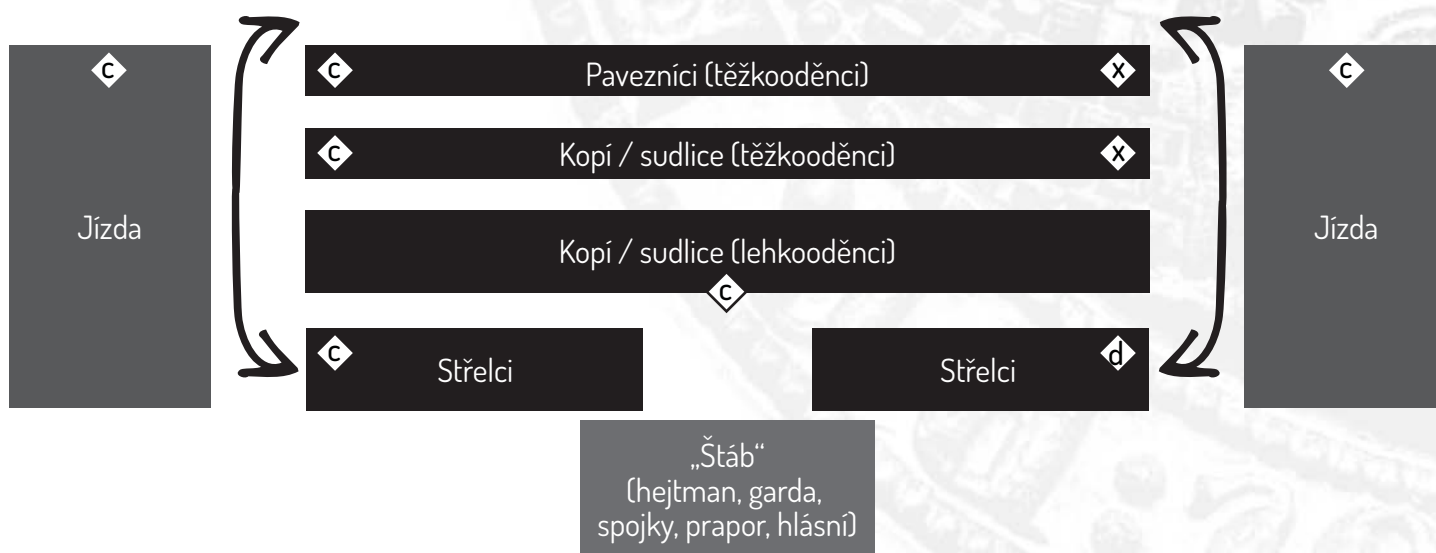 c
Jízda
c Pavezníci (těžkooděnci) x
c Kopí / sudlice (těžkooděnci) x
Kopí / sudlice (lehkooděnci)
c
c Střelci
Střelci d
c
Jízda
„Štáb“
(hejtman, garda,
spojky, prapor, hlásní)